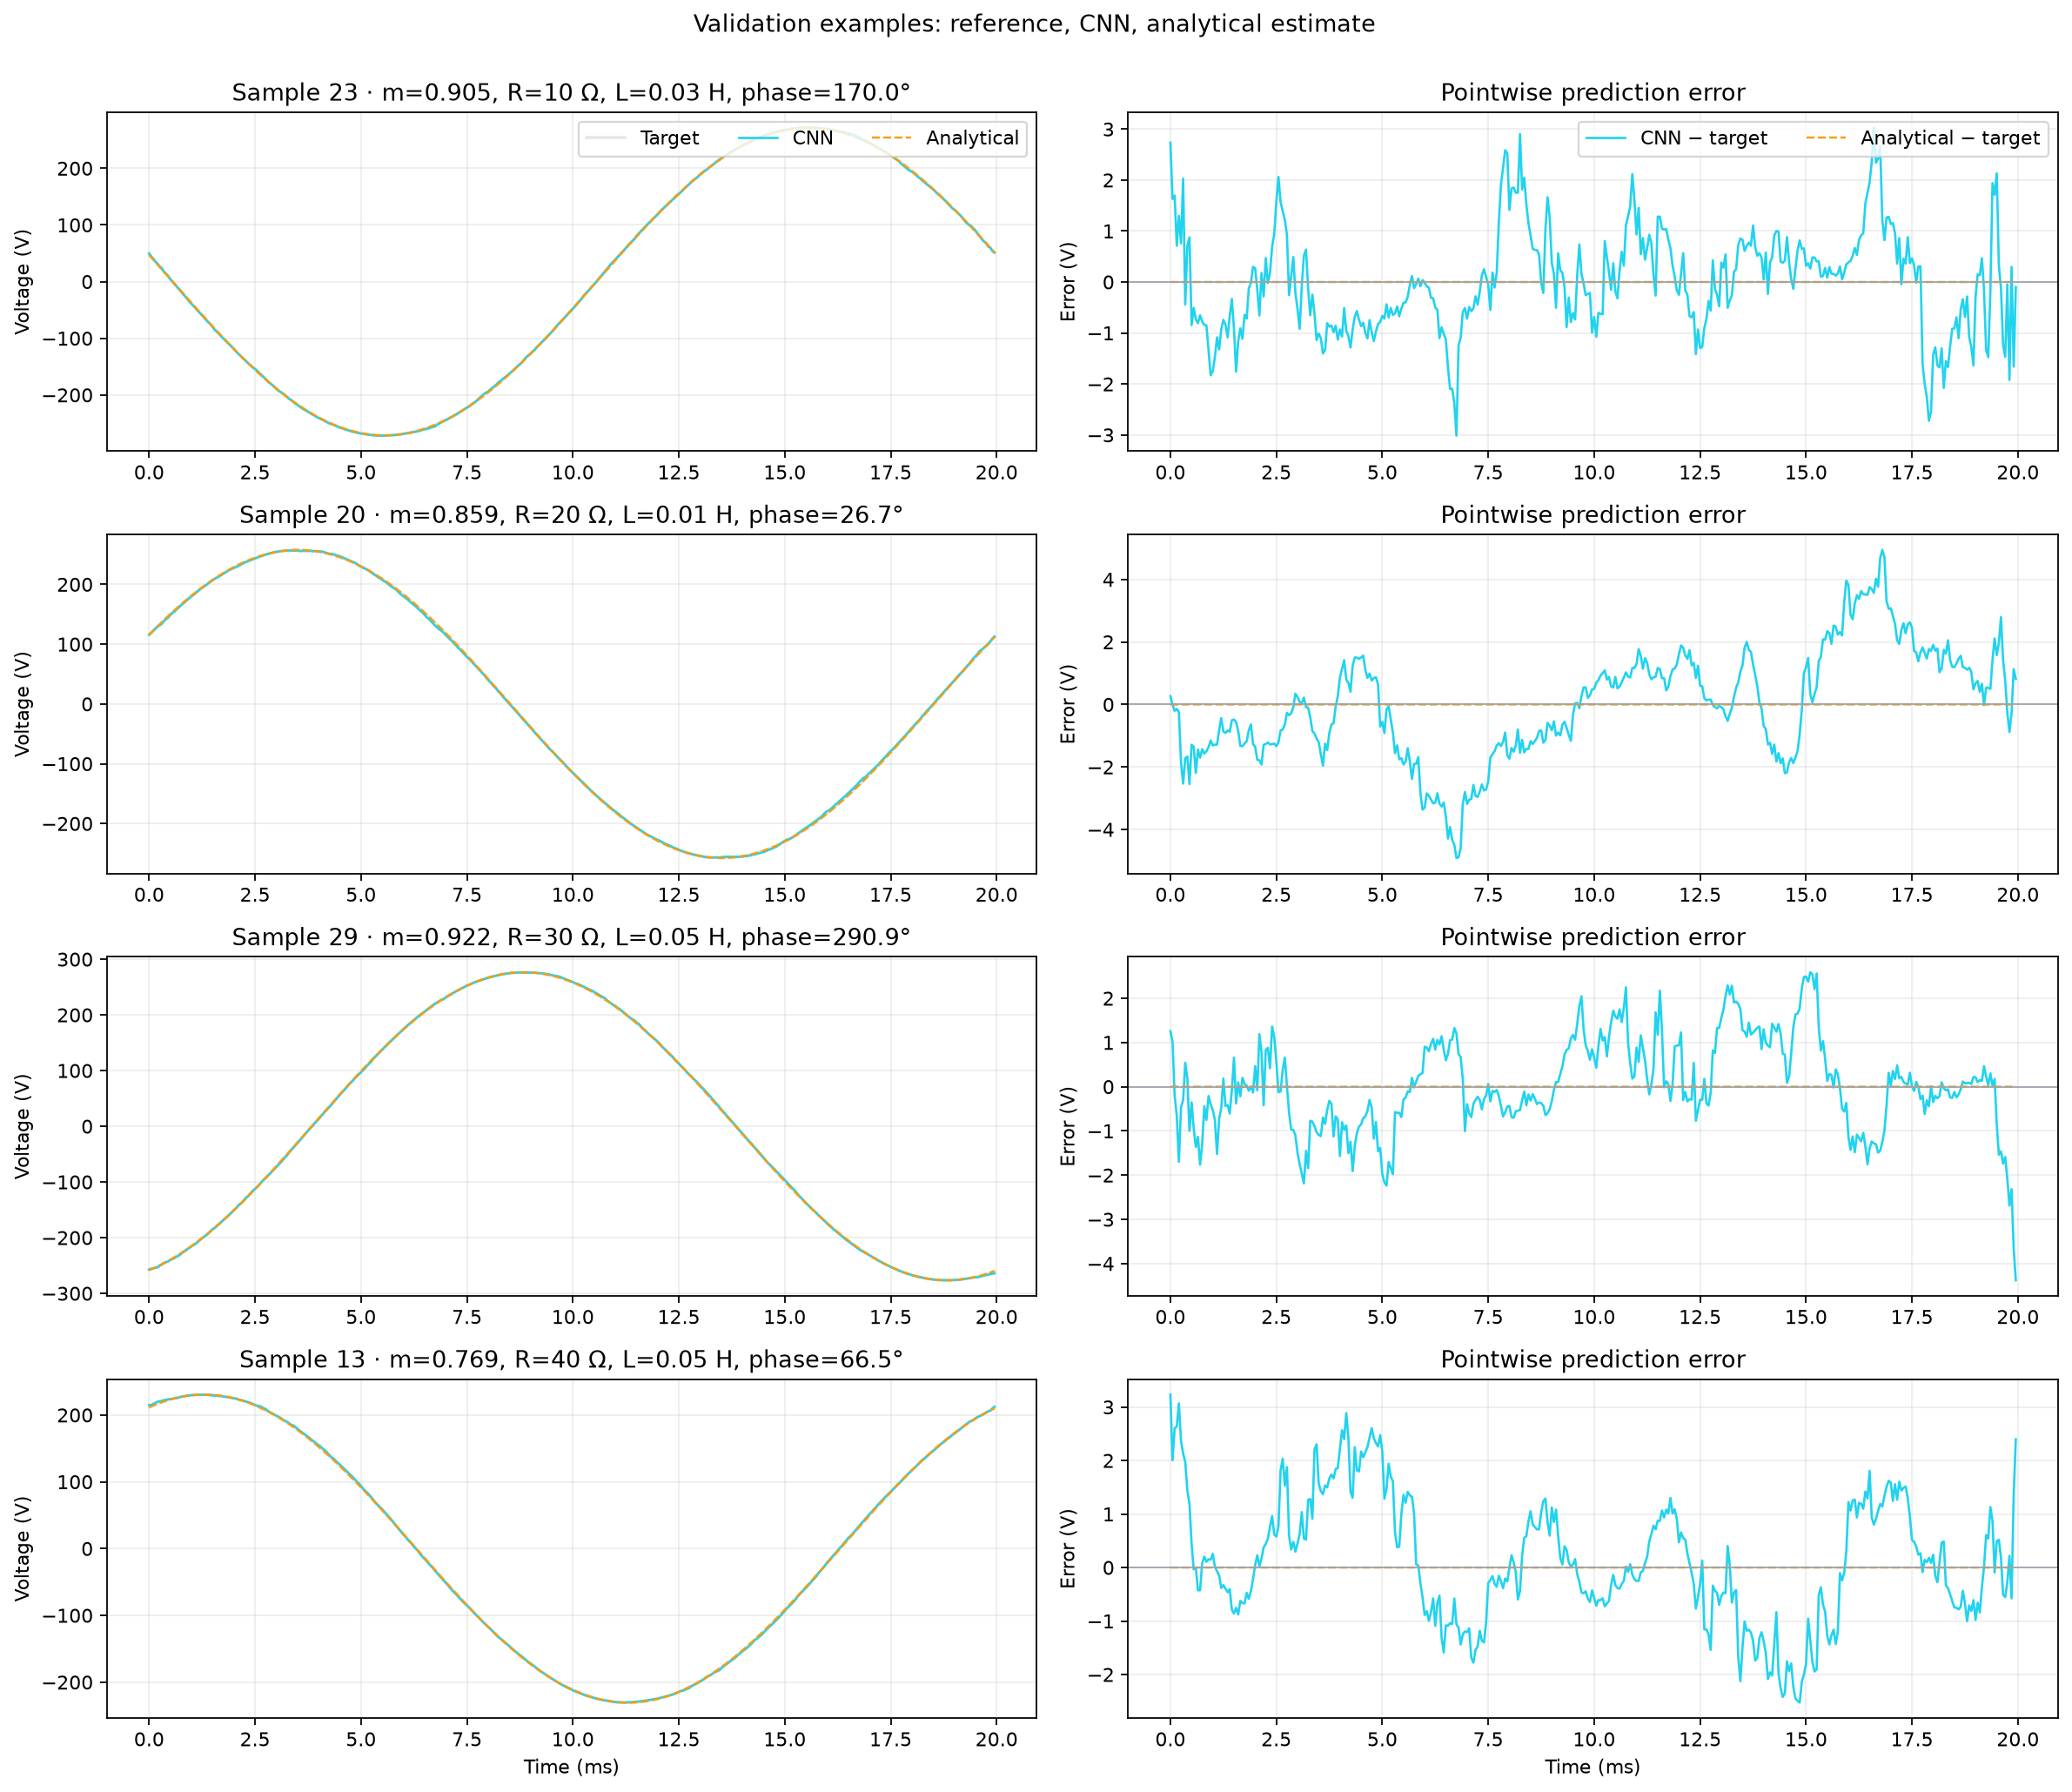 Validation examples: reference, CNN, analytical estimate
Sample 23 · m=0.905, R=10 Ω, L=0.03 H, phase=170.0°
Target CNN Analytical
Voltage (V)
200
100
0
−100
−200
0.0 2.5 5.0 7.5 10.0 12.5 15.0 17.5 20.0
Pointwise prediction error
CNN − target Analytical − target
Error (V)
3
2
1
0
−1
−2
−3
0.0 2.5 5.0 7.5 10.0 12.5 15.0 17.5 20.0
Sample 20 · m=0.859, R=20 Ω, L=0.01 H, phase=26.7°
Voltage (V)
200
100
0
−100
−200
0.0 2.5 5.0 7.5 10.0 12.5 15.0 17.5 20.0
Pointwise prediction error
Error (V)
4
2
0
−2
−4
0.0 2.5 5.0 7.5 10.0 12.5 15.0 17.5 20.0
Sample 29 · m=0.922, R=30 Ω, L=0.05 H, phase=290.9°
Voltage (V)
300
200
100
0
−100
−200
−300
0.0 2.5 5.0 7.5 10.0 12.5 15.0 17.5 20.0
Pointwise prediction error
Error (V)
2
1
0
−1
−2
−3
−4
0.0 2.5 5.0 7.5 10.0 12.5 15.0 17.5 20.0
Sample 13 · m=0.769, R=40 Ω, L=0.05 H, phase=66.5°
Voltage (V)
200
100
0
−100
−200
0.0 2.5 5.0 7.5 10.0 12.5 15.0 17.5 20.0
Time (ms)
Pointwise prediction error
Error (V)
3
2
1
0
−1
−2
0.0 2.5 5.0 7.5 10.0 12.5 15.0 17.5 20.0
Time (ms)